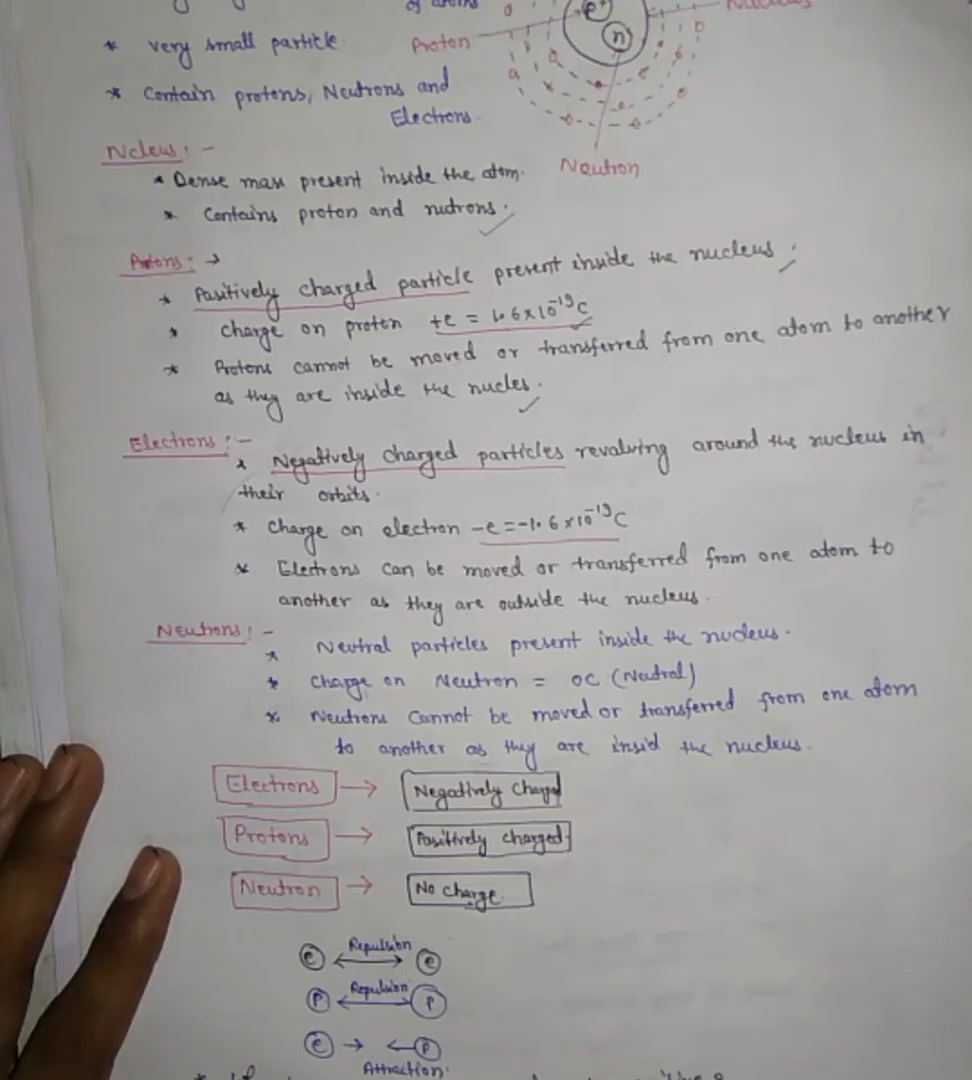 of atoms
Nucleus
* Very small particle.
Proton
e+
n
* Contain protons, Neutrons and
Electrons.
Ncleus : -
Neutron
* Dense mass present inside the atom.
* Contains proton and nutrons.
Protons : →
* Positively charged particle present inside the nucleus.
* charge on proton +e = 1.6×10⁻¹⁹C
* Protons cannot be moved or transferred from one atom to another
as they are inside the nucles.
Electrons : -
* Negatively charged particles revalving around the nucleus in
their orbits.
* Charge on electron -e = -1.6×10⁻¹⁹C
* Electrons can be moved or transferred from one atom to
another as they are outside the nucleus.
Neutrons : -
* Neutral particles present inside the nucleus.
* Charge on Neutron = 0C (Neutral)
* Neutrons Cannot be moved or transferred from one atom
to another as they are insid the nucleus.
Electrons → Negatively Charged
Protons → Positively charged.
Neutron → No charge.
e Repulsion e
P Repulsion P
e → ← P
Attraction.